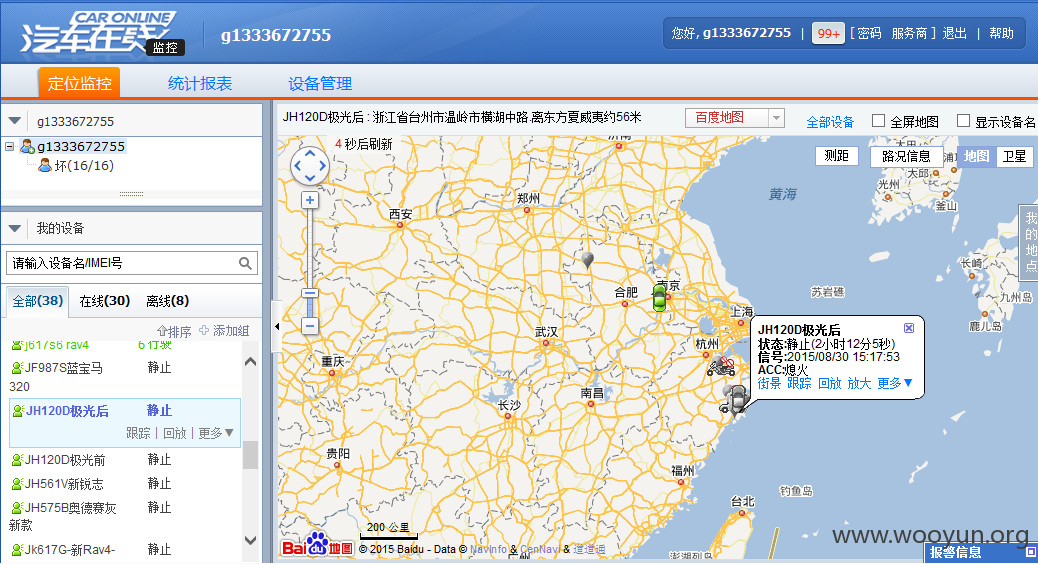 CAR ONLINE
汽车在线 监控
g1333672755
您好, g1333672755 | 99+ [ 密码 服务商 ] 退出 | 帮助
定位监控 统计报表 设备管理
g1333672755
g1333672755
坏(16/16)
我的设备
请输入设备名/IMEI号
全部(38) 在线(30) 离线(8)
排序 添加组
j617s6 rav4 6 行驶
JF987S蓝宝马 静止
320
JH120D极光后 静止
跟踪 | 回放 | 更多▼
JH120D极光前 静止
JH561V新锐志 静止
JH575B奥德赛灰 静止
新款
Jk617G-新Rav4- 静止
JH120D极光后 : 浙江省台州市温岭市横湖中路.离东方夏威夷约56米
百度地图 全部设备 全屏地图 显示设备名
4 秒后刷新
测距 路况信息 地图 卫星
大邱
光州
釜山
黄海
西安
郑州
我的地点
长崎
九州岛
鹿儿岛
苏岩礁
合肥
南京
上海
武汉
杭州
重庆
南昌
长沙
贵阳
福州
台北
钓鱼岛
澎湖列岛
广州
JH120D极光后
状态:静止(2小时12分5秒)
信号:2015/08/30 15:17:53
ACC:熄火
街景 跟踪 回放 放大 更多▼
200 公里
Bai du 地图 © 2015 Baidu - Data © NavInfo & CenNavi & 道道通
www.wooyun.org
报警信息